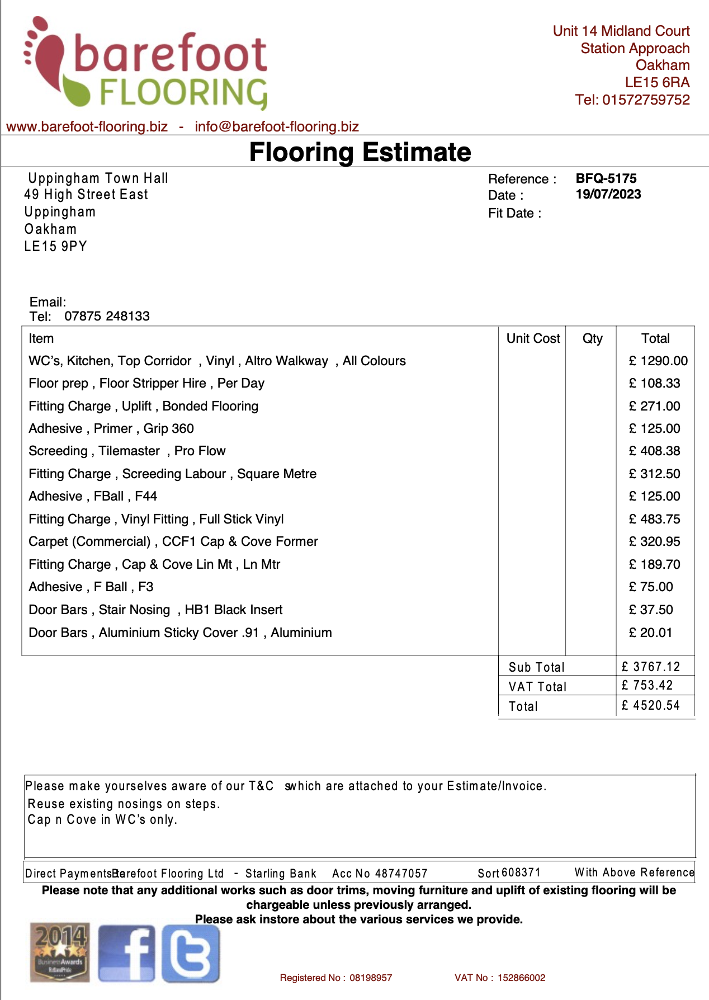 barefoot
FLOORING
Unit 14 Midland Court
Station Approach
Oakham
LE15 6RA
Tel: 01572759752
www.barefoot-flooring.biz - info@barefoot-flooring.biz
Flooring Estimate
Uppingham Town Hall
49 High Street East
Uppingham
Oakham
LE15 9PY
Reference : BFQ-5175
Date : 19/07/2023
Fit Date :
Email:
Tel: 07875 248133
Item Unit Cost Qty Total
WC's, Kitchen, Top Corridor , Vinyl , Altro Walkway , All Colours £ 1290.00
Floor prep , Floor Stripper Hire , Per Day £ 108.33
Fitting Charge , Uplift , Bonded Flooring £ 271.00
Adhesive , Primer , Grip 360 £ 125.00
Screeding , Tilemaster , Pro Flow £ 408.38
Fitting Charge , Screeding Labour , Square Metre £ 312.50
Adhesive , FBall , F44 £ 125.00
Fitting Charge , Vinyl Fitting , Full Stick Vinyl £ 483.75
Carpet (Commercial) , CCF1 Cap & Cove Former £ 320.95
Fitting Charge , Cap & Cove Lin Mt , Ln Mtr £ 189.70
Adhesive , F Ball , F3 £ 75.00
Door Bars , Stair Nosing , HB1 Black Insert £ 37.50
Door Bars , Aluminium Sticky Cover .91 , Aluminium £ 20.01
Sub Total £ 3767.12
VAT Total £ 753.42
Total £ 4520.54
Please make yourselves aware of our T&C s which are attached to your Estimate/Invoice.
Reuse existing nosings on steps.
Cap n Cove in WC's only.
Direct Payments to Barefoot Flooring Ltd - Starling Bank Acc No 48747057 Sort 608371 With Above Reference
Please note that any additional works such as door trims, moving furniture and uplift of existing flooring will be
chargeable unless previously arranged.
Please ask instore about the various services we provide.
2014
BusinessAwards
RutlandPride
f
t
Registered No : 08198957 VAT No : 152866002